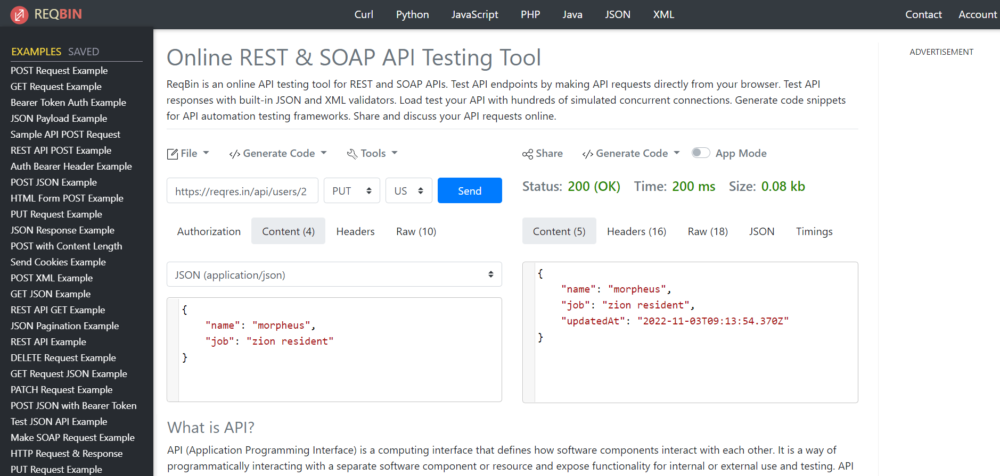 REQBIN
Curl Python JavaScript PHP Java JSON XML
Contact Account
EXAMPLES SAVED
POST Request Example
GET Request Example
Bearer Token Auth Example
JSON Payload Example
Sample API POST Request
REST API POST Example
Auth Bearer Header Example
POST JSON Example
HTML Form POST Example
PUT Request Example
JSON Response Example
POST with Content Length
Send Cookies Example
POST XML Example
GET JSON Example
REST API GET Example
JSON Pagination Example
REST API Example
DELETE Request Example
GET Request JSON Example
PATCH Request Example
POST JSON with Bearer Token
Test JSON API Example
Make SOAP Request Example
HTTP Request & Response
PUT Request Example
Online REST & SOAP API Testing Tool
ReqBin is an online API testing tool for REST and SOAP APIs. Test API endpoints by making API requests directly from your browser. Test API
responses with built-in JSON and XML validators. Load test your API with hundreds of simulated concurrent connections. Generate code snippets
for API automation testing frameworks. Share and discuss your API requests online.
File Generate Code Tools
https://reqres.in/api/users/2 PUT US Send
Authorization Content (4) Headers Raw (10)
JSON (application/json)
{
"name": "morpheus",
"job": "zion resident"
}
Share Generate Code App Mode
Status: 200 (OK) Time: 200 ms Size: 0.08 kb
Content (5) Headers (16) Raw (18) JSON Timings
{
"name": "morpheus",
"job": "zion resident",
"updatedAt": "2022-11-03T09:13:54.370Z"
}
What is API?
API (Application Programming Interface) is a computing interface that defines how software components interact with each other. It is a way of
programmatically interacting with a separate software component or resource and expose functionality for internal or external use and testing. API
ADVERTISEMENT